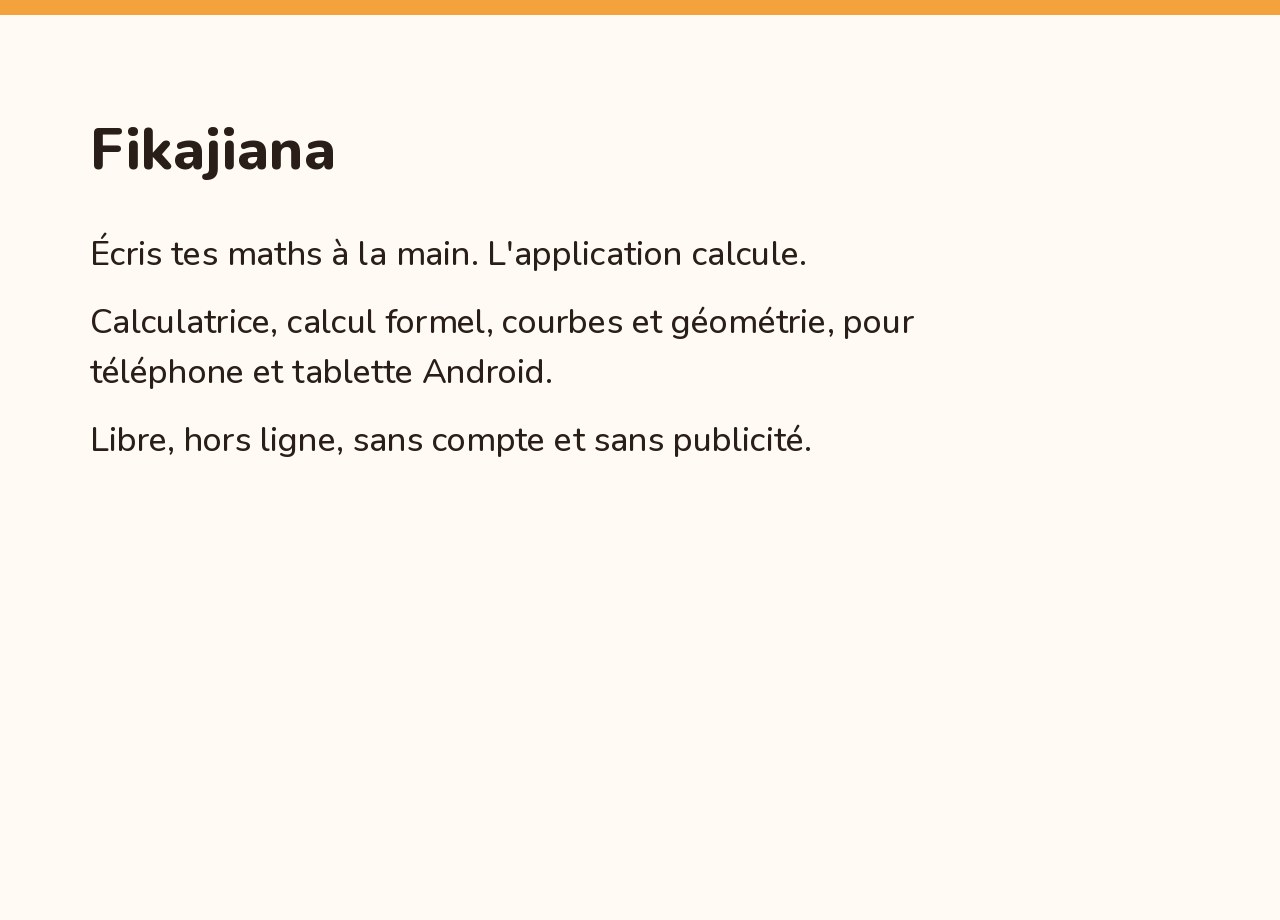 Fikajiana
Écris tes maths à la main. L'application calcule.
Calculatrice, calcul formel, courbes et géométrie, pour
téléphone et tablette Android.
Libre, hors ligne, sans compte et sans publicité.